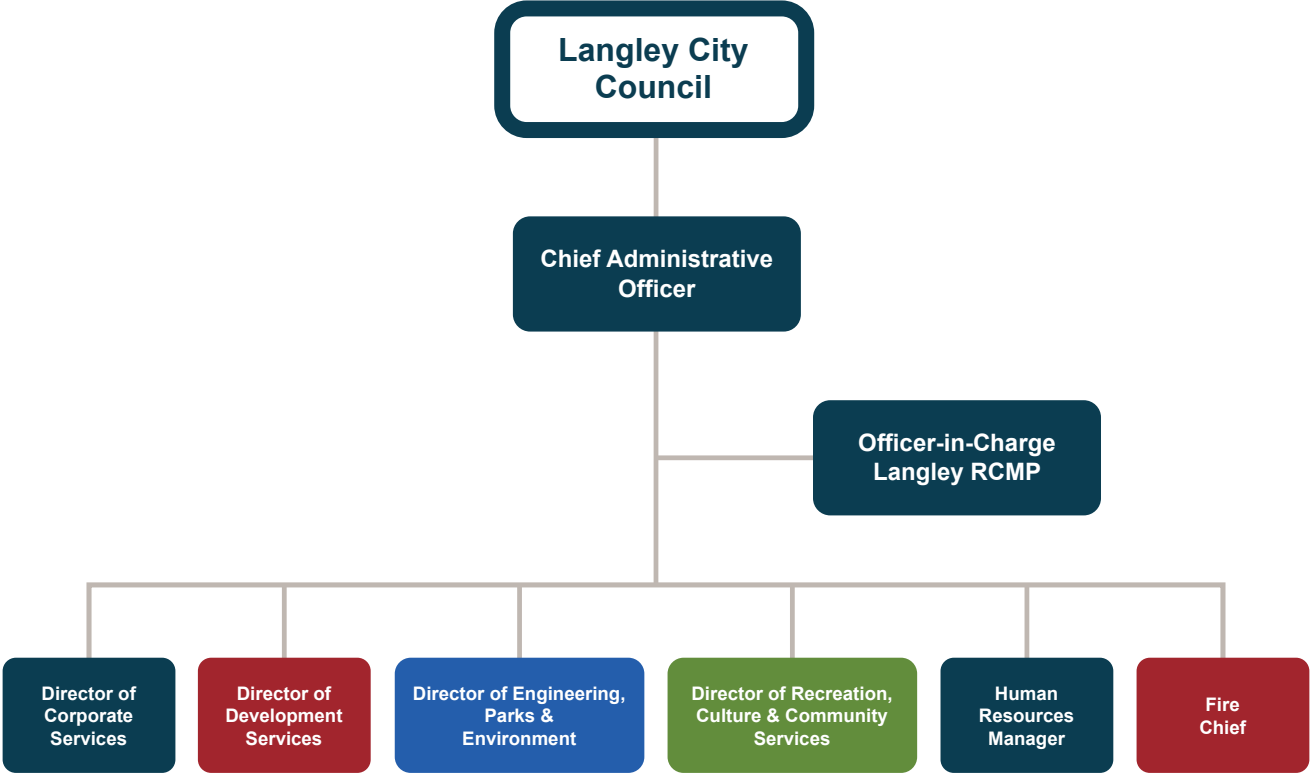 Langley City
Council
Chief Administrative
Officer
Officer-in-Charge
Langley RCMP
Director of
Corporate
Services
Director of
Development
Services
Director of Engineering,
Parks &
Environment
Director of Recreation,
Culture & Community
Services
Human
Resources
Manager
Fire
Chief